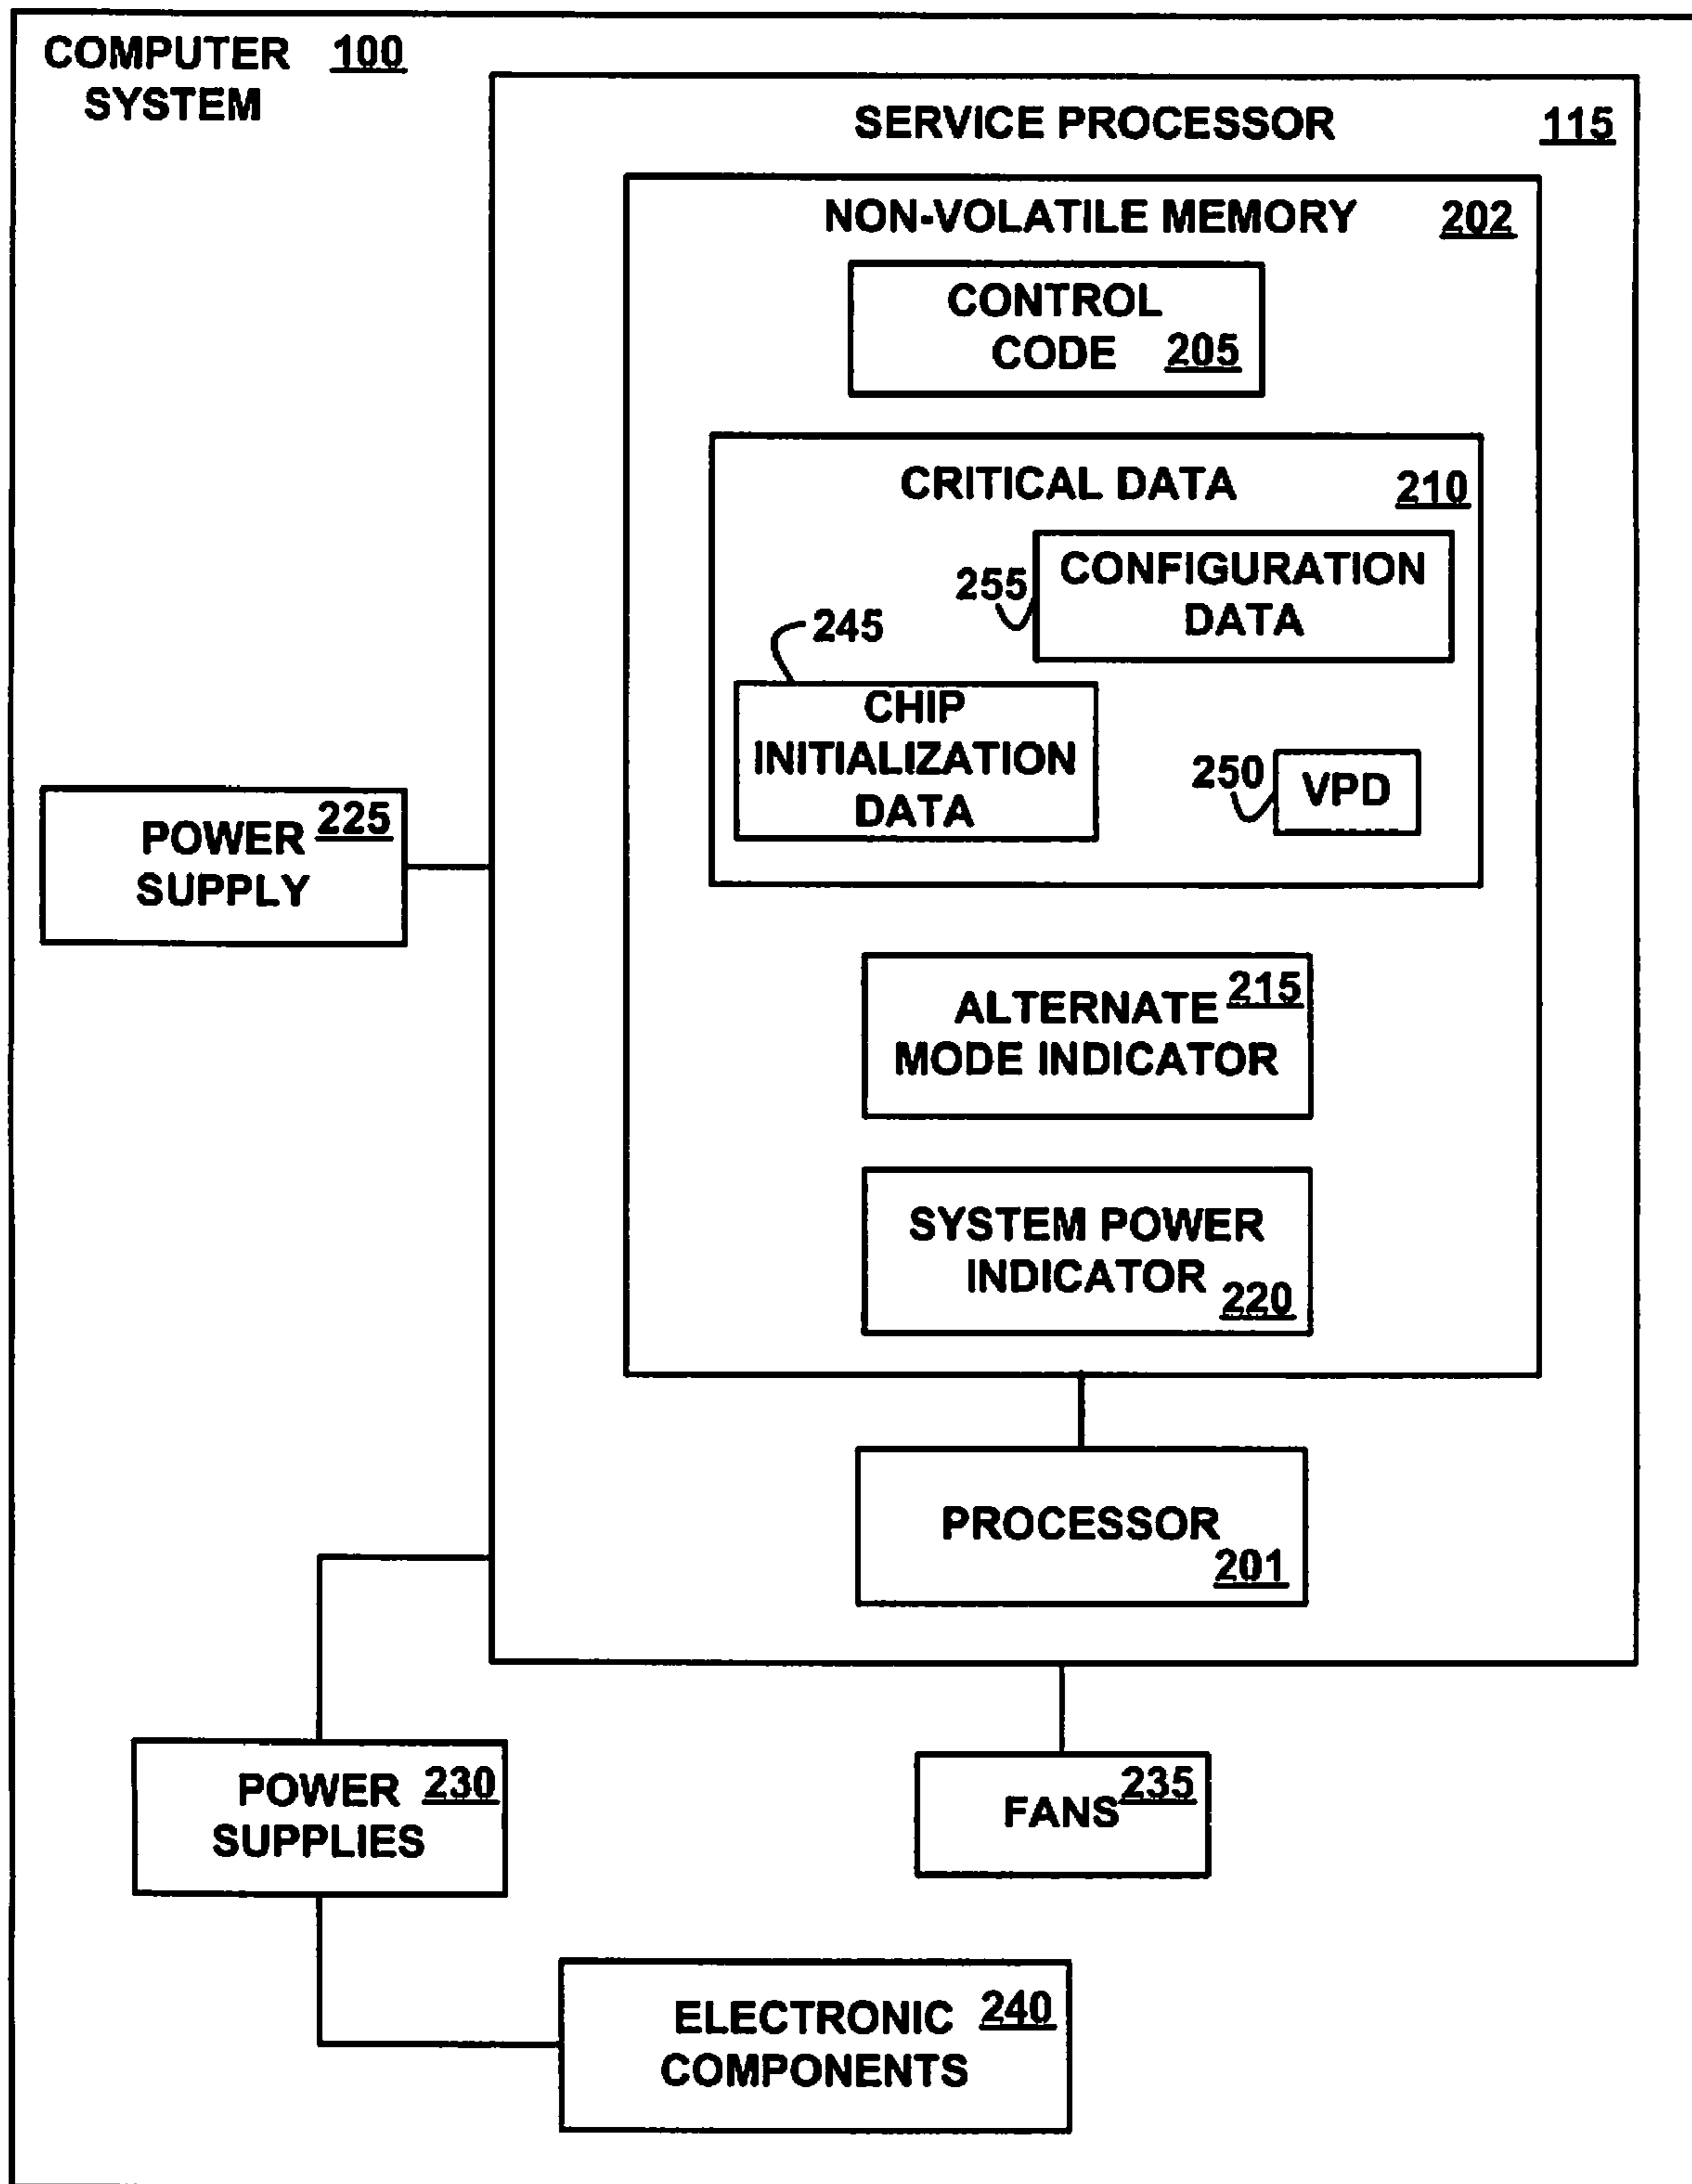 COMPUTER 100
SYSTEM
SERVICE PROCESSOR 115
NON-VOLATILE MEMORY 202
CONTROL
CODE 205
CRITICAL DATA 210
255 CONFIGURATION
DATA
245
CHIP
INITIALIZATION
DATA
250 VPD
POWER 225
SUPPLY
ALTERNATE 215
MODE INDICATOR
SYSTEM POWER
INDICATOR 220
PROCESSOR
201
POWER 230
SUPPLIES
FANS 235
ELECTRONIC 240
COMPONENTS